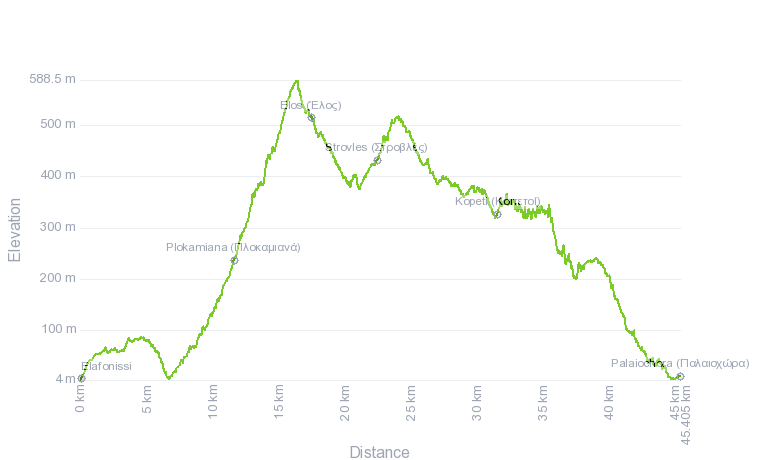 588.5 m
Elos (Έλος)
500 m
Strovles (Στροβλές)
400 m
Kopeti (Κοπετοί)
300 m
Plokamiana (Πλοκαμιανά)
Elevation
200 m
100 m
Elafonissi
Palaiochora (Παλαιοχώρα)
4 m
0 km
5 km
10 km
15 km
20 km
25 km
30 km
35 km
40 km
45 km
45.405 km
Distance